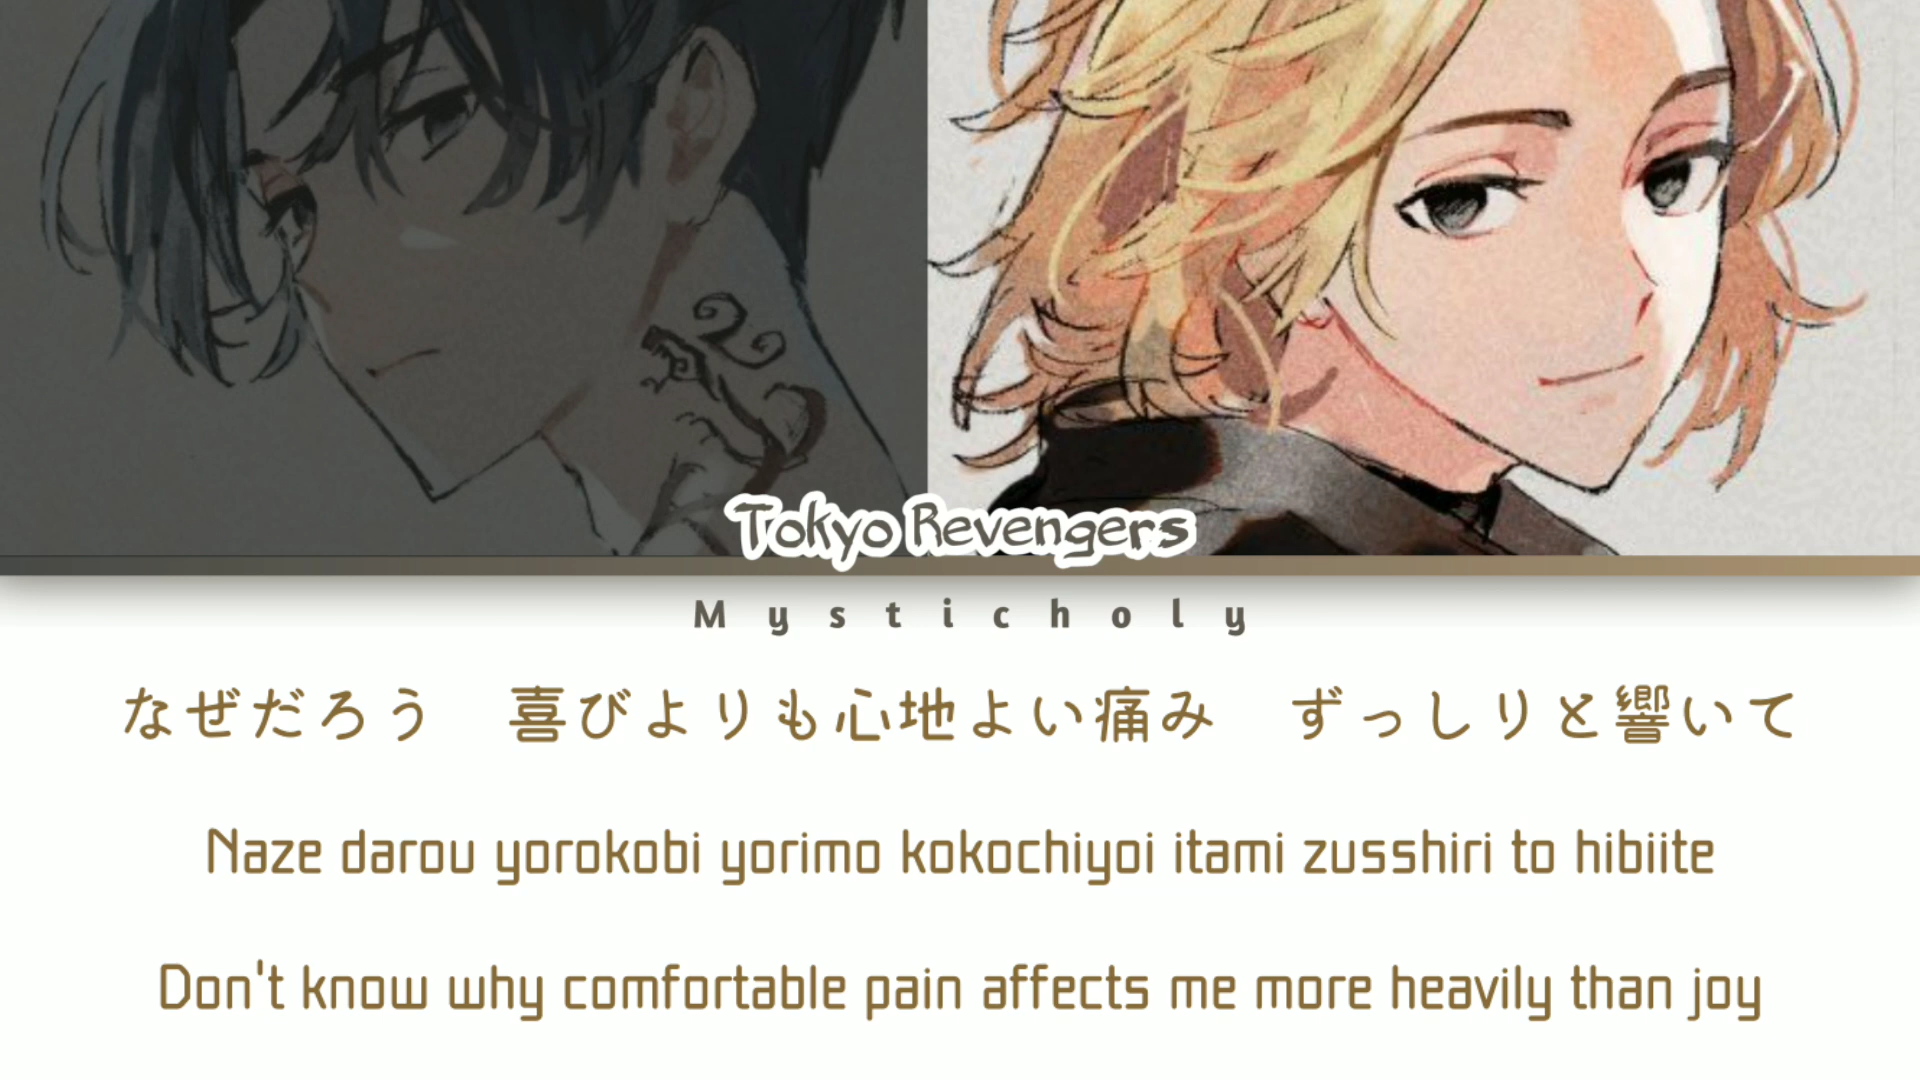 Tokyo Revengers
Mysticholy
なぜだろう　喜びよりも心地よい痛み　ずっしりと響いて
Naze darou yorokobi yorimo kokochiyoi itami zusshiri to hibiite
Don't know why comfortable pain affects me more heavily than joy